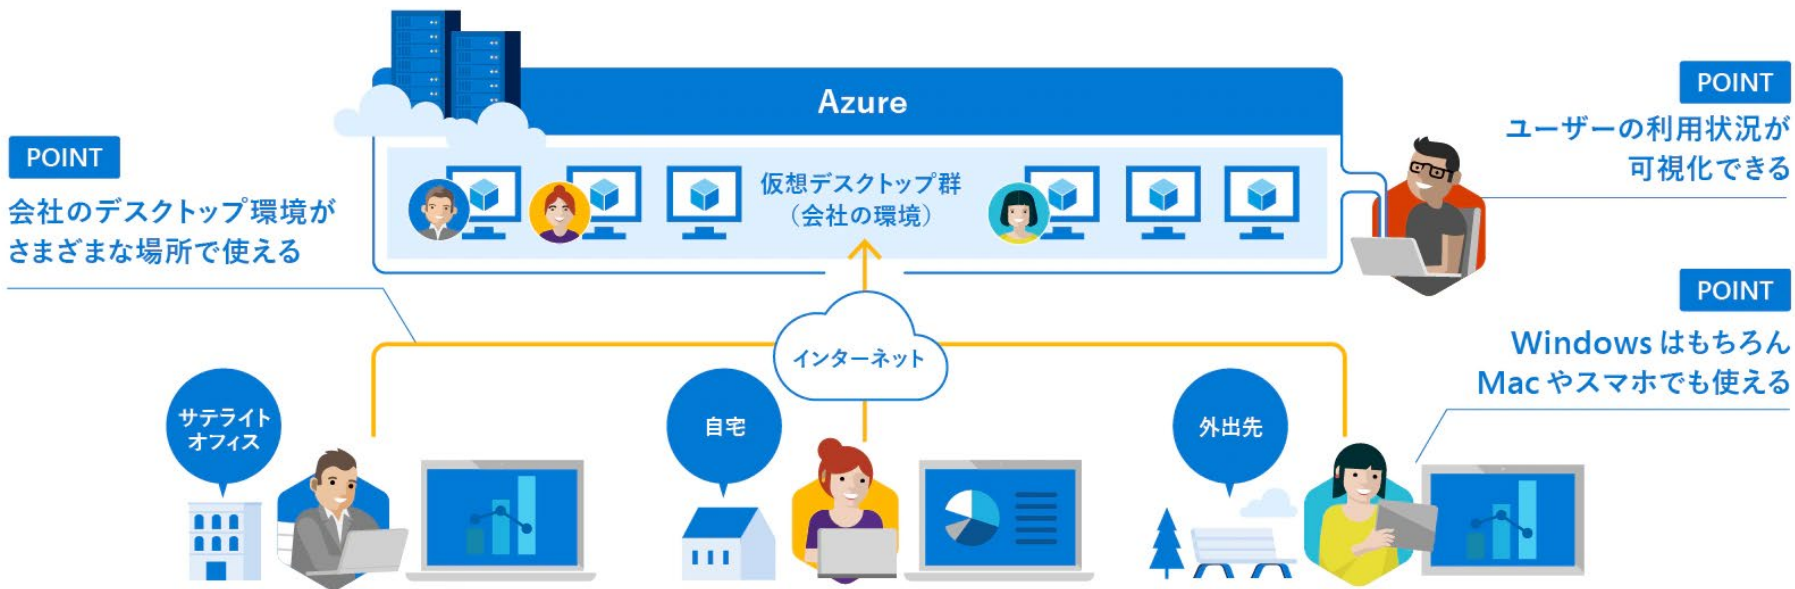 Azure
POINT
ユーザーの利用状況が
可視化できる
POINT
会社のデスクトップ環境が
さまざまな場所で使える
仮想デスクトップ群
（会社の環境）
POINT
Windows はもちろん
Mac やスマホでも使える
インターネット
サテライト
オフィス
自宅
外出先